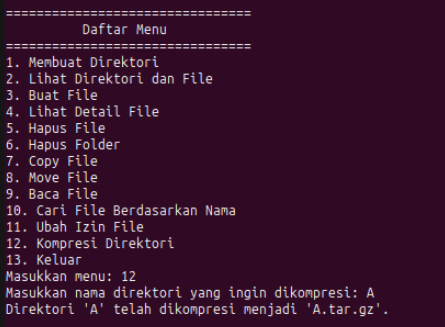 ================================
Daftar Menu
================================
1. Membuat Direktori
2. Lihat Direktori dan File
3. Buat File
4. Lihat Detail File
5. Hapus File
6. Hapus Folder
7. Copy File
8. Move File
9. Baca File
10. Cari File Berdasarkan Nama
11. Ubah Izin File
12. Kompresi Direktori
13. Keluar
Masukkan menu: 12
Masukkan nama direktori yang ingin dikompresi: A
Direktori 'A' telah dikompresi menjadi 'A.tar.gz'.